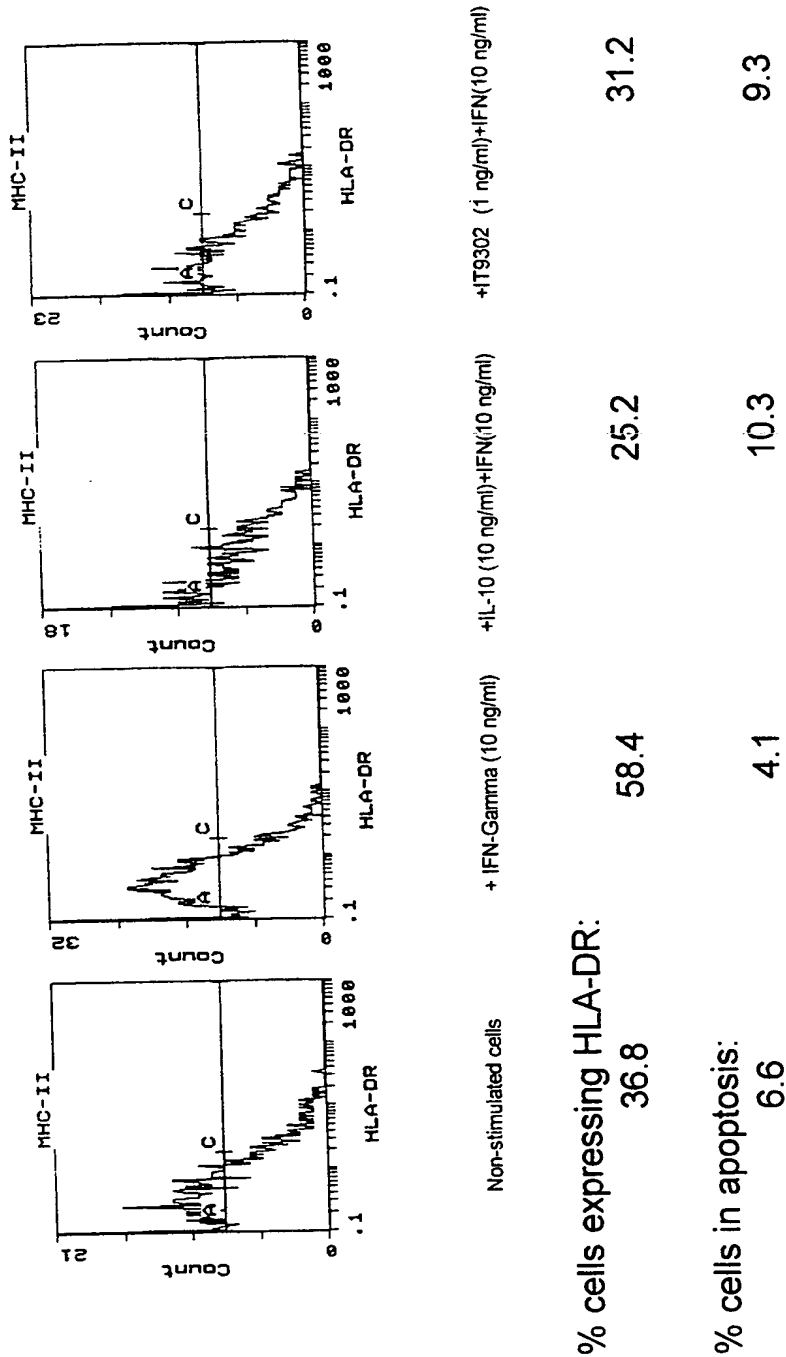 MHC-II
21
Count
A
C
0
.1
1000
HLA-DR
MHC-II
32
Count
A
C
0
.1
1000
HLA-DR
MHC-II
18
Count
A
C
0
.1
1000
HLA-DR
MHC-II
23
Count
A
C
0
.1
1000
HLA-DR
Non-stimulated cells
+ IFN-Gamma (10 ng/ml)
+IL-10 (10 ng/ml)+IFN(10 ng/ml)
+IT9302 (1 ng/ml)+IFN(10 ng/ml)
% cells expressing HLA-DR:
36.8 58.4 25.2 31.2
% cells in apoptosis:
6.6 4.1 10.3 9.3